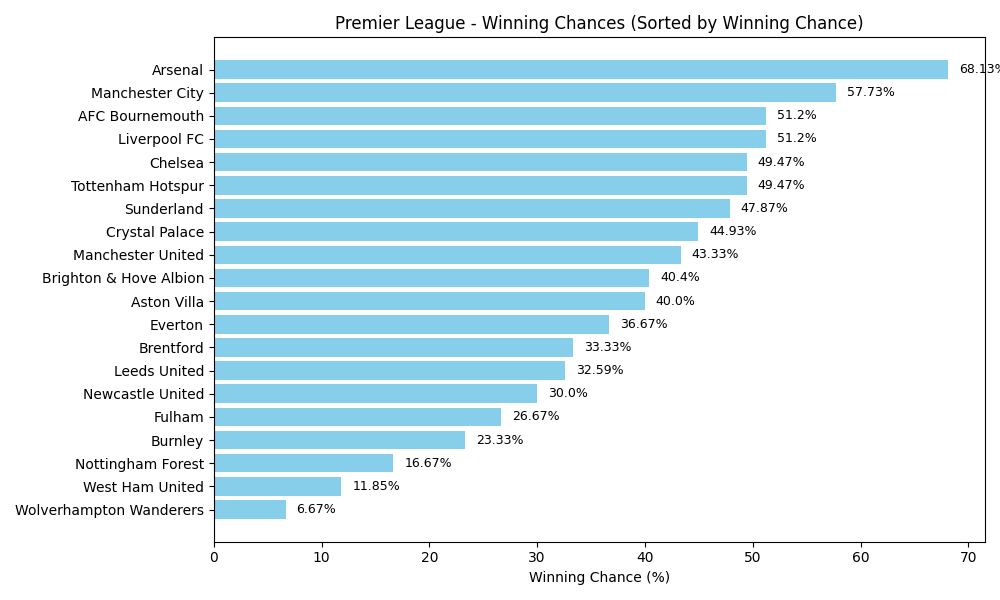 Premier League - Winning Chances (Sorted by Winning Chance)
Arsenal 68.13%
Manchester City 57.73%
AFC Bournemouth 51.2%
Liverpool FC 51.2%
Chelsea 49.47%
Tottenham Hotspur 49.47%
Sunderland 47.87%
Crystal Palace 44.93%
Manchester United 43.33%
Brighton & Hove Albion 40.4%
Aston Villa 40.0%
Everton 36.67%
Brentford 33.33%
Leeds United 32.59%
Newcastle United 30.0%
Fulham 26.67%
Burnley 23.33%
Nottingham Forest 16.67%
West Ham United 11.85%
Wolverhampton Wanderers 6.67%
0 10 20 30 40 50 60 70
Winning Chance (%)